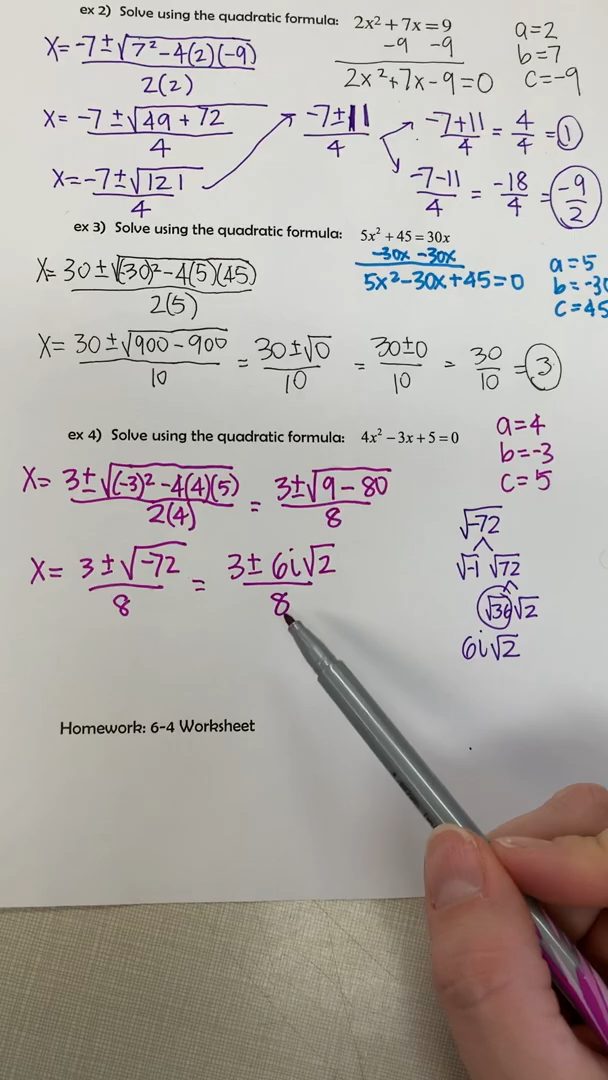 ex 2) Solve using the quadratic formula: 2x² + 7x = 9
-9 -9
2x²+7x-9=0
a=2
b=7
c=-9
x= -7±√7²-4(2)(-9) / 2(2)
x= -7±√49+72 / 4
-7±11 / 4
-7+11 / 4 = 4/4 = 1
x= -7±√121 / 4
-7-11 / 4 = -18/4 = -9/2
ex 3) Solve using the quadratic formula: 5x² + 45 = 30x
-30x -30x
5x²-30x+45=0
a=5
b=-30
c=45
x= 30±√(-30)²-4(5)(45) / 2(5)
x= 30±√900-900 / 10 = 30±√0 / 10 = 30±0 / 10 = 30/10 = 3
ex 4) Solve using the quadratic formula: 4x² − 3x + 5 = 0
a=4
b=-3
c=5
x= 3±√(-3)²-4(4)(5) / 2(4) = 3±√9-80 / 8
x= 3±√-72 / 8 = 3±6i√2 / 8
√-72
√-1 √72
√36 √2
6i√2
Homework: 6-4 Worksheet